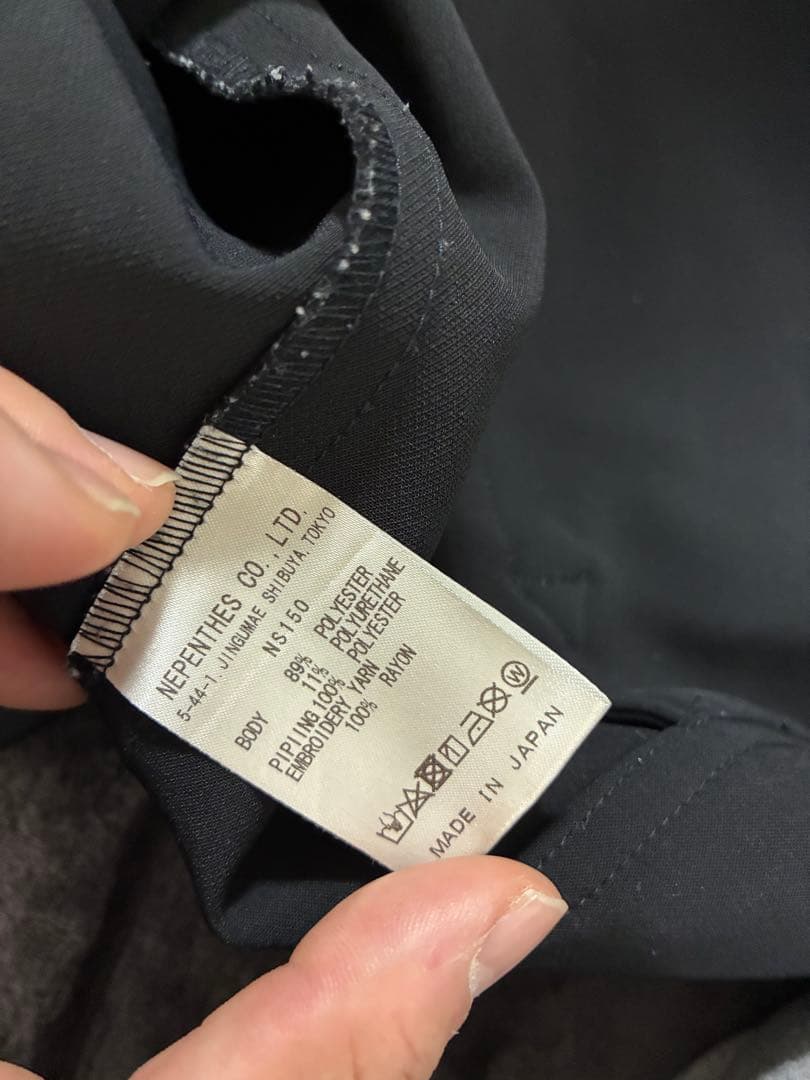 NEPENTHES CO., LTD.
5-44-1. JINGUMAE SHIBUYA. TOKYO
NS150
BODY 89% POLYESTER
11% POLYURETHANE
PIPIING 100% POLYESTER
EMBROIDERY YARN
100% RAYON
W
MADE IN JAPAN